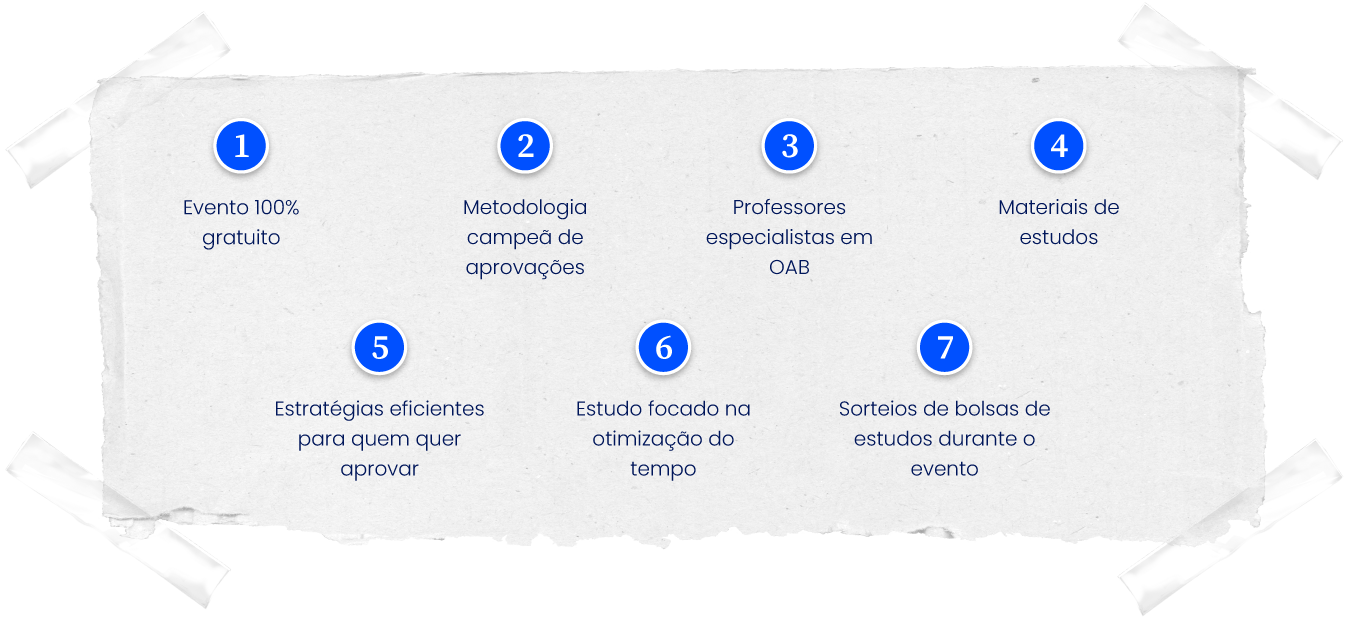 1
Evento 100%
gratuito
2
Metodologia
campeã de
aprovações
3
Professores
especialistas em
OAB
4
Materiais de
estudos
5
Estratégias eficientes
para quem quer
aprovar
6
Estudo focado na
otimização do
tempo
7
Sorteios de bolsas de
estudos durante o
evento